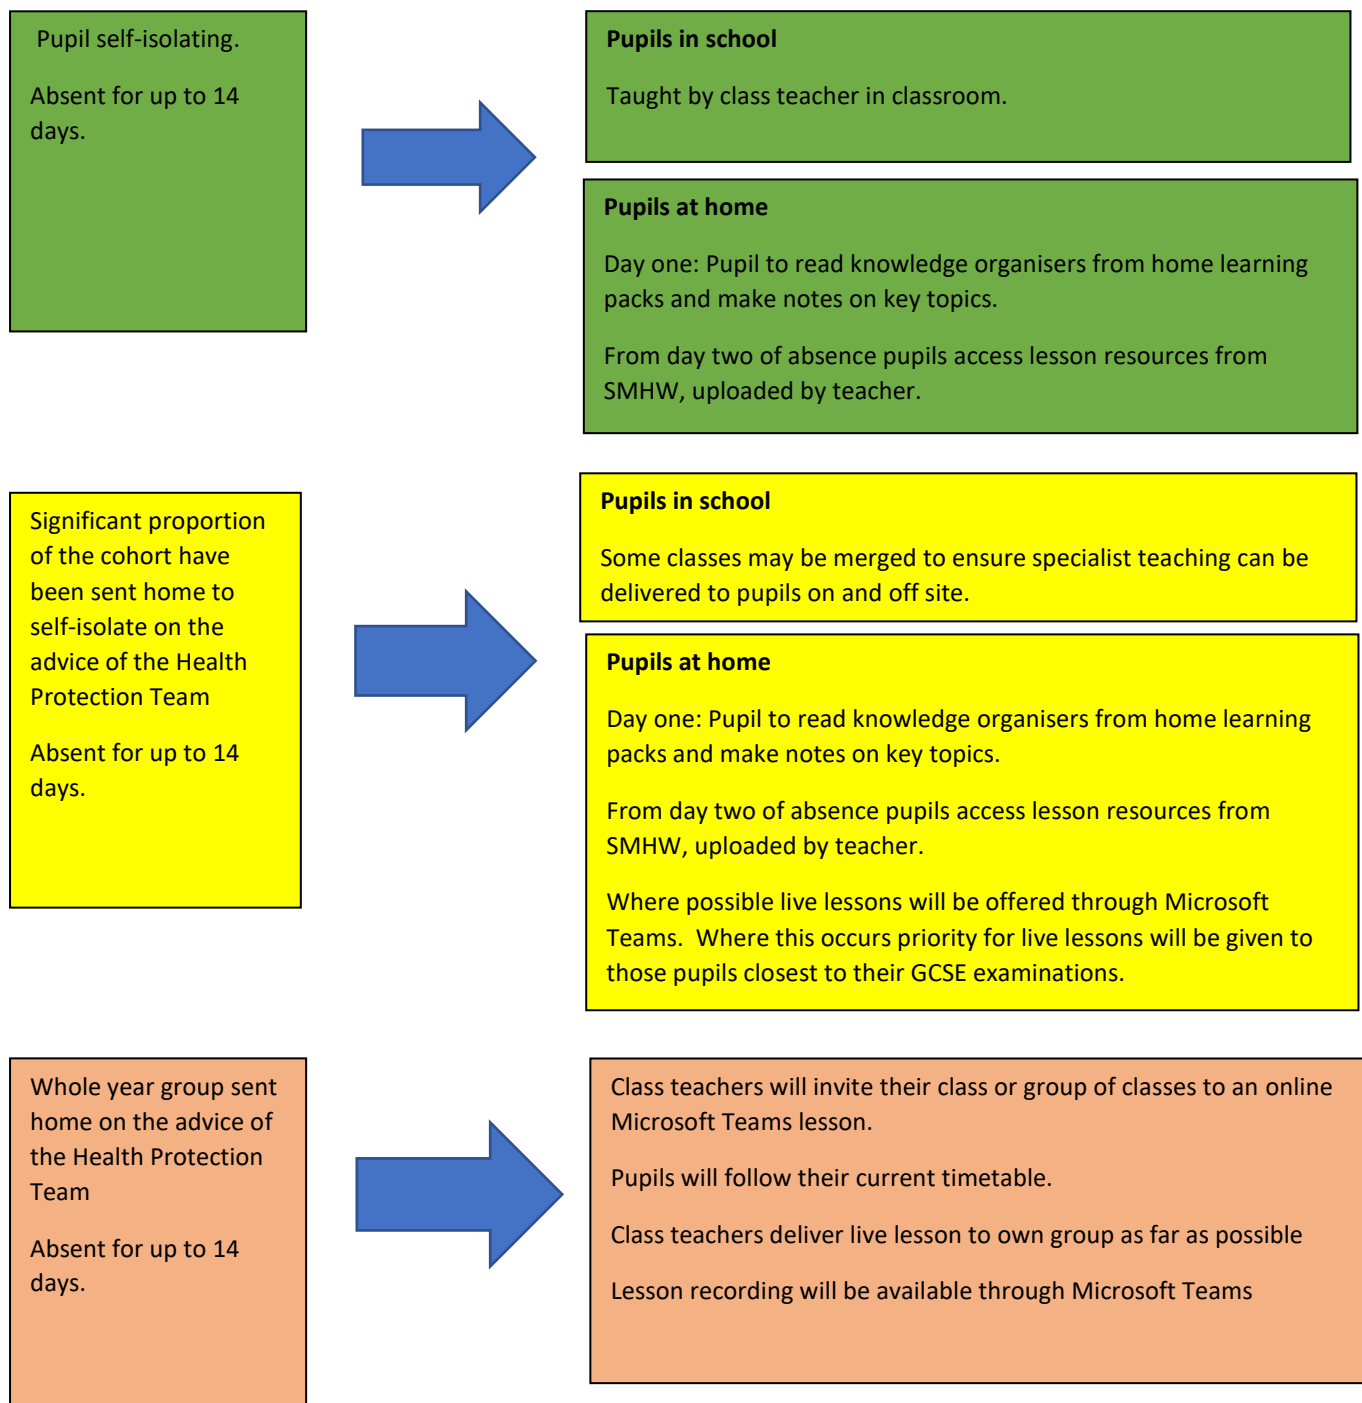 Pupil self-isolating.
Absent for up to 14
days.
Pupils in school
Taught by class teacher in classroom.
Pupils at home
Day one: Pupil to read knowledge organisers from home learning
packs and make notes on key topics.
From day two of absence pupils access lesson resources from
SMHW, uploaded by teacher.
Significant proportion
of the cohort have
been sent home to
self-isolate on the
advice of the Health
Protection Team
Absent for up to 14
days.
Pupils in school
Some classes may be merged to ensure specialist teaching can be
delivered to pupils on and off site.
Pupils at home
Day one: Pupil to read knowledge organisers from home learning
packs and make notes on key topics.
From day two of absence pupils access lesson resources from
SMHW, uploaded by teacher.
Where possible live lessons will be offered through Microsoft
Teams.  Where this occurs priority for live lessons will be given to
those pupils closest to their GCSE examinations.
Whole year group sent
home on the advice of
the Health Protection
Team
Absent for up to 14
days.
Class teachers will invite their class or group of classes to an online
Microsoft Teams lesson.
Pupils will follow their current timetable.
Class teachers deliver live lesson to own group as far as possible
Lesson recording will be available through Microsoft Teams